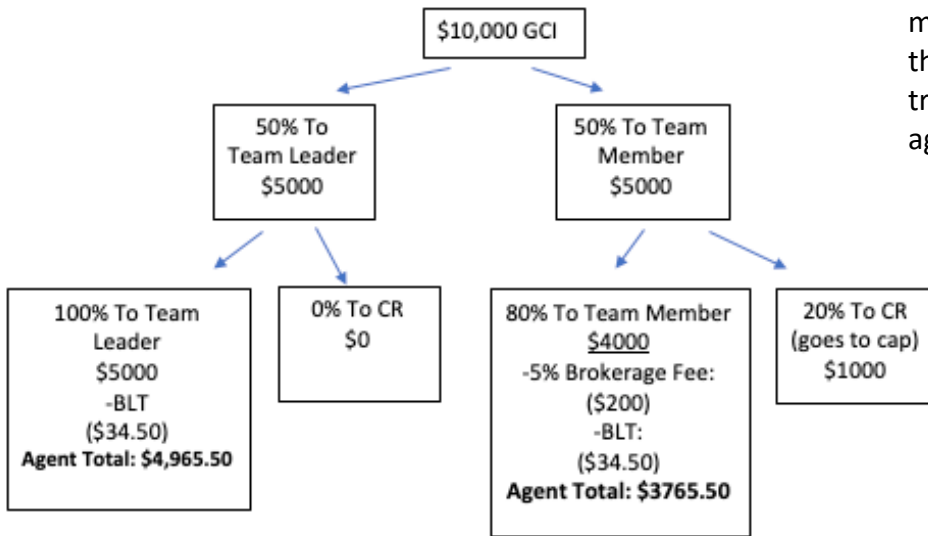 $10,000 GCI
50% To
Team Leader
$5000
50% To Team
Member
$5000
100% To Team
Leader
$5000
-BLT
($34.50)
Agent Total: $4,965.50
0% To CR
$0
80% To Team Member
$4000
-5% Brokerage Fee:
($200)
-BLT:
($34.50)
Agent Total: $3765.50
20% To CR
(goes to cap)
$1000